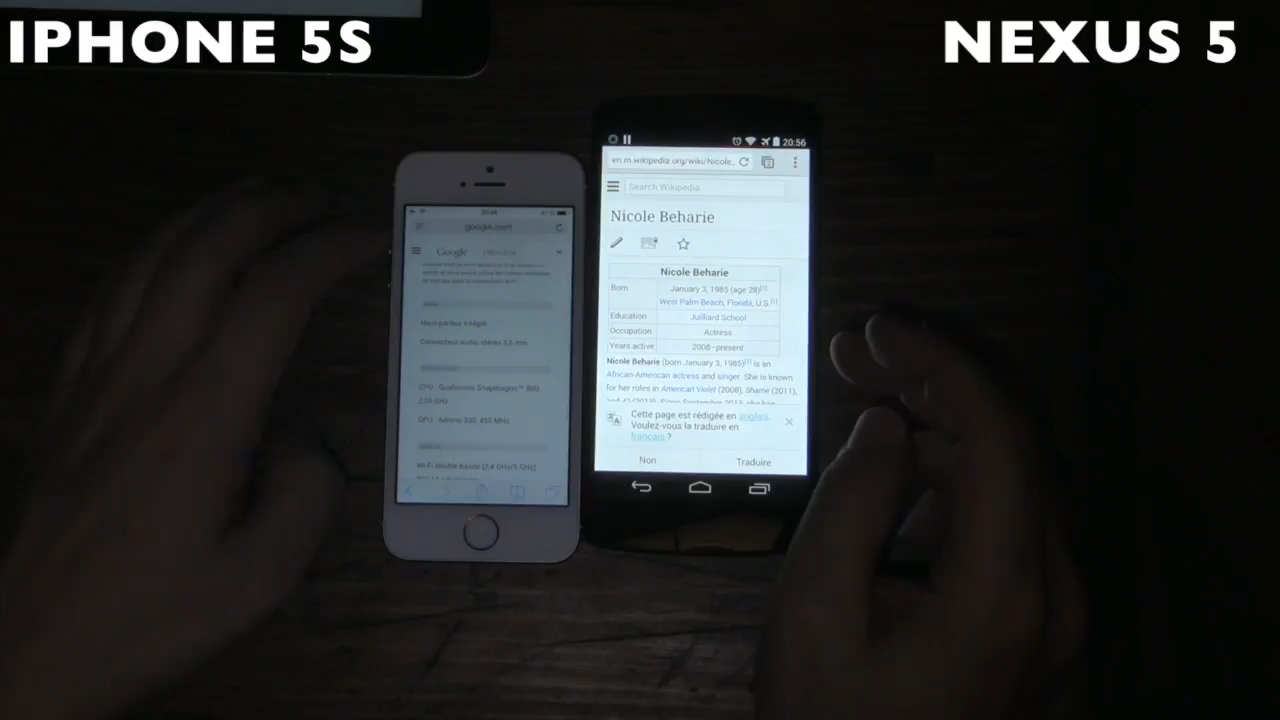 IPHONE 5S
NEXUS 5
20:56
en.m.wikipedia.org/wiki/Nicole_
Search Wikipedia
Nicole Beharie
Nicole Beharie
Born January 3, 1985 (age 28)[1]
West Palm Beach, Florida, U.S.[1]
Education Juilliard School
Occupation Actress
Years active 2008–present
Nicole Beharie (born January 3, 1985)[1] is an
African-American actress and singer. She is known
for her roles in American Violet (2008), Shame (2011),
Cette page est rédigée en anglais.
Voulez-vous la traduire en
français ?
Non Traduire
google.com
Google
Haut-parleur intégré
Connecteur audio stéréo 3,5 mm
CPU : Qualcomm Snapdragon™ 800,
2,26 GHz
GPU : Adreno 330, 450 MHz
Wi-Fi double bande (2,4 GHz/5 GHz)